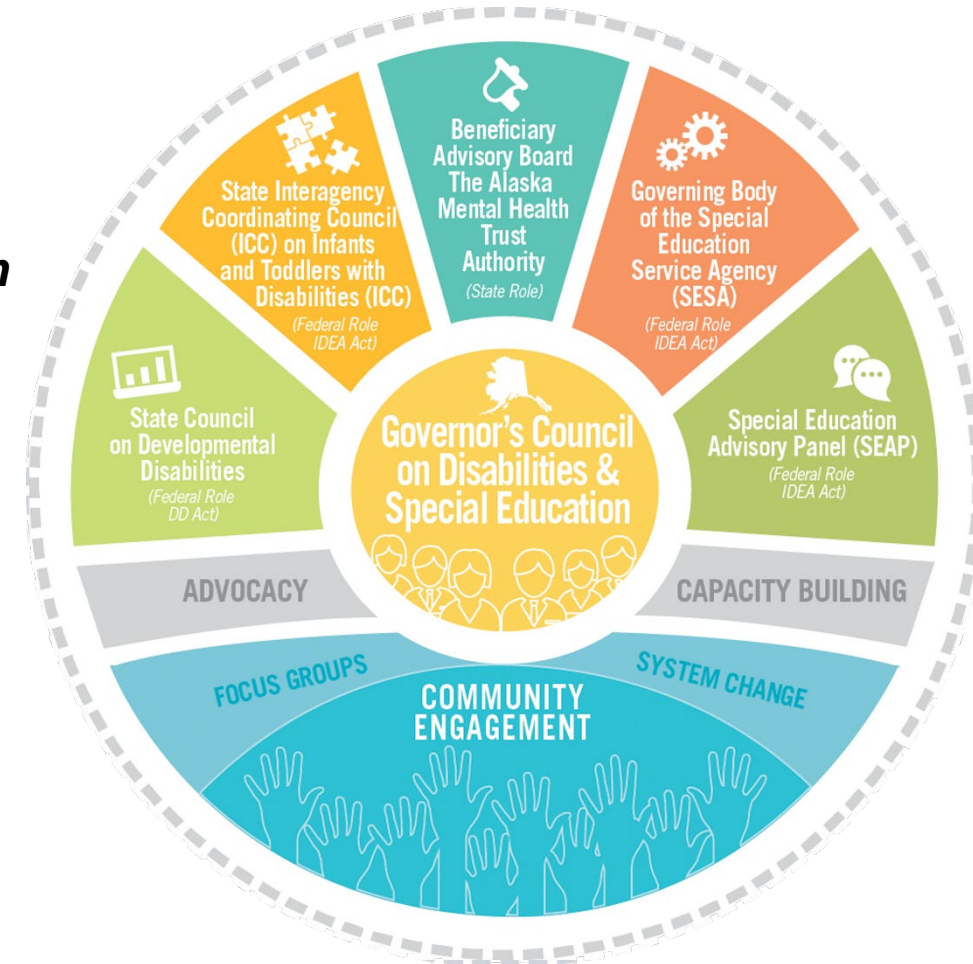 Beneficiary
Advisory Board
The Alaska
Mental Health
Trust
Authority
(State Role)
State Interagency
Coordinating Council
(ICC) on Infants
and Toddlers with
Disabilities (ICC)
(Federal Role
IDEA Act)
Governing Body
of the Special
Education
Service Agency
(SESA)
(Federal Role
IDEA Act)
State Council
on Developmental
Disabilities
(Federal Role
DD Act)
Governor's Council
on Disabilities &
Special Education
Special Education
Advisory Panel (SEAP)
(Federal Role
IDEA Act)
ADVOCACY
CAPACITY BUILDING
FOCUS GROUPS
SYSTEM CHANGE
COMMUNITY
ENGAGEMENT